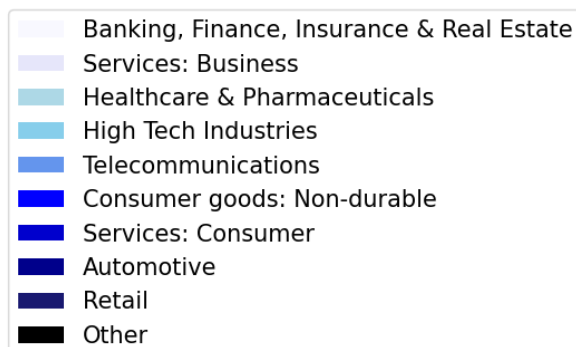 Banking, Finance, Insurance & Real Estate
Services: Business
Healthcare & Pharmaceuticals
High Tech Industries
Telecommunications
Consumer goods: Non-durable
Services: Consumer
Automotive
Retail
Other